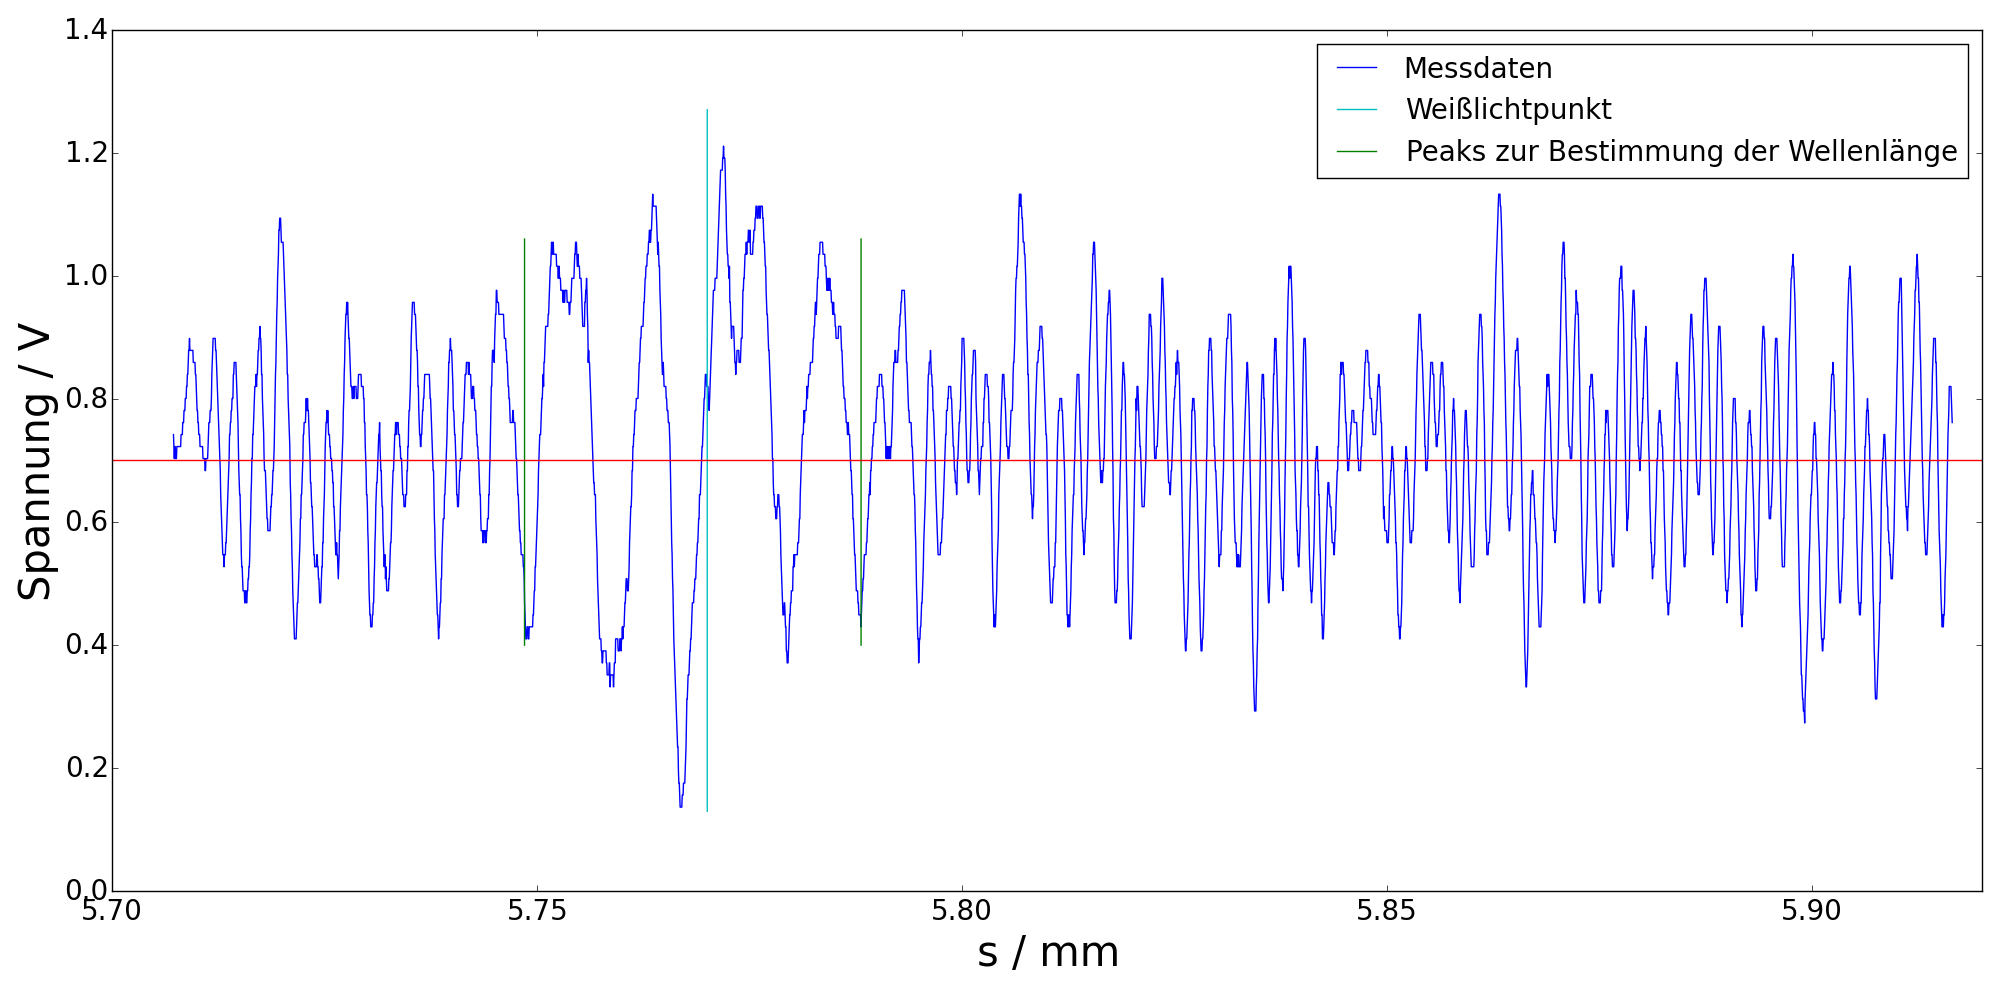 1.4
1.2
1.0
0.8
0.6
0.4
0.2
0.0
Spannung / V
Messdaten
Weißlichtpunkt
Peaks zur Bestimmung der Wellenlänge
5.70 5.75 5.80 5.85 5.90
s / mm